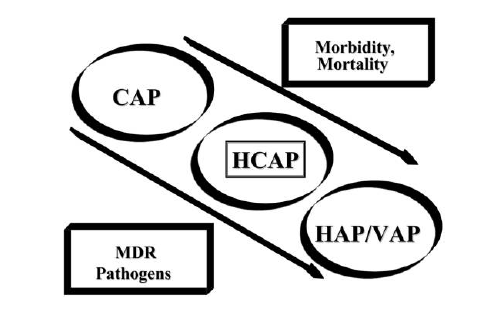 Morbidity,
Mortality
CAP
HCAP
HAP/VAP
MDR
Pathogens